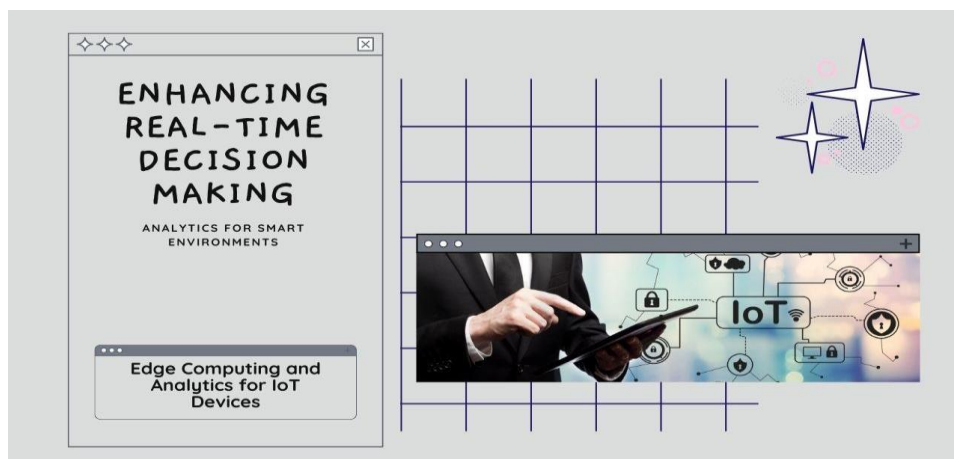 ENHANCING
REAL-TIME
DECISION
MAKING
ANALYTICS FOR SMART
ENVIRONMENTS
Edge Computing and
Analytics for IoT
Devices
IoT